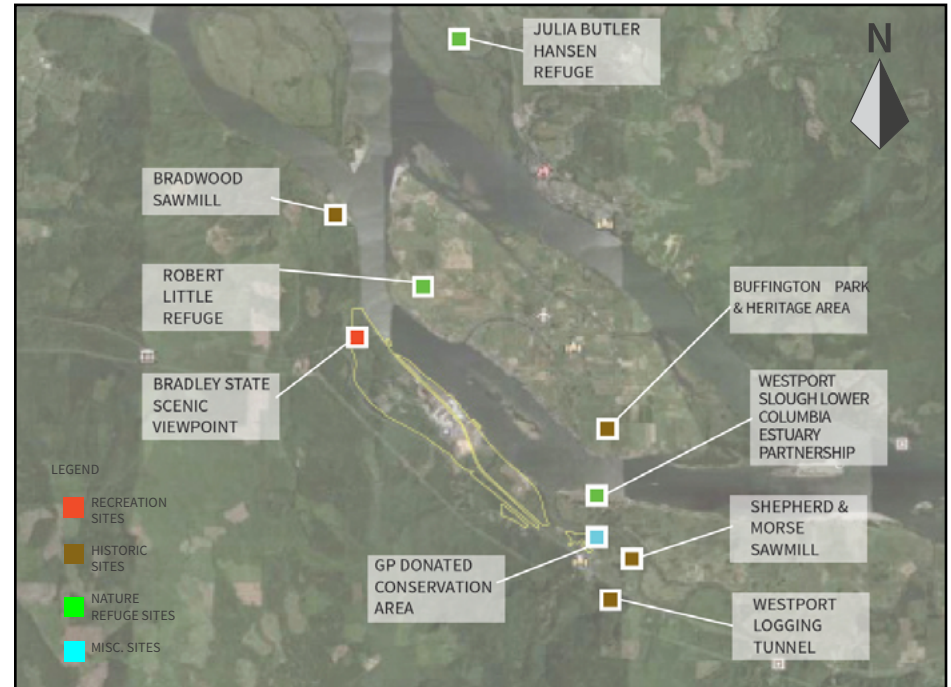 JULIA BUTLER
HANSEN
REFUGE
N
BRADWOOD
SAWMILL
ROBERT
LITTLE
REFUGE
BUFFINGTON PARK
& HERITAGE AREA
BRADLEY STATE
SCENIC
VIEWPOINT
WESTPORT
SLOUGH LOWER
COLUMBIA
ESTUARY
PARTNERSHIP
LEGEND
RECREATION
SITES
HISTORIC
SITES
NATURE
REFUGE SITES
MISC. SITES
GP DONATED
CONSERVATION
AREA
SHEPHERD &
MORSE
SAWMILL
WESTPORT
LOGGING
TUNNEL